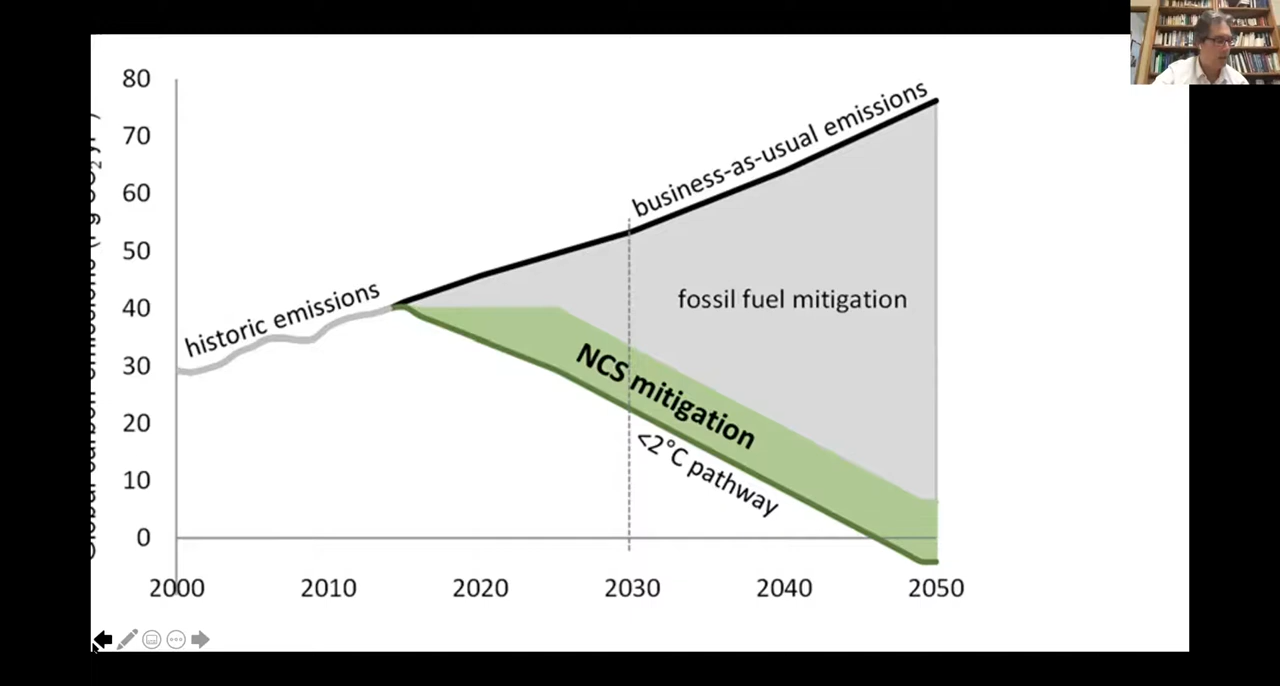 80
70
60
50
40
30
20
10
0
2000 2010 2020 2030 2040 2050
historic emissions
business-as-usual emissions
fossil fuel mitigation
NCS mitigation
<2°C pathway